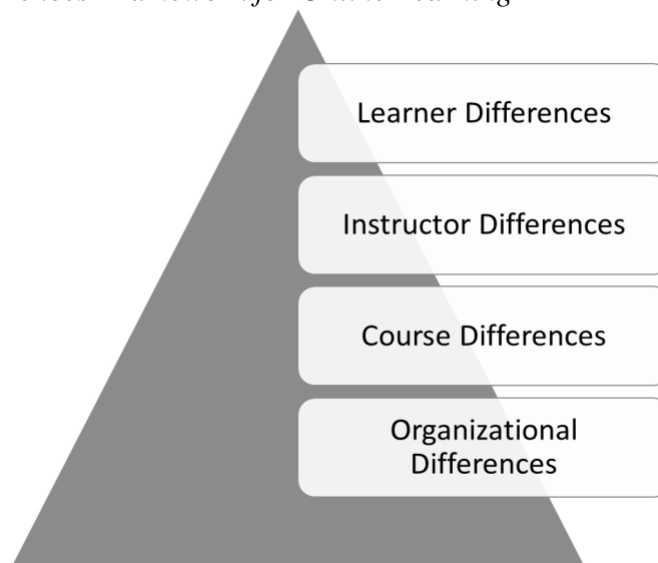 Learner Differences
Instructor Differences
Course Differences
Organizational
Differences